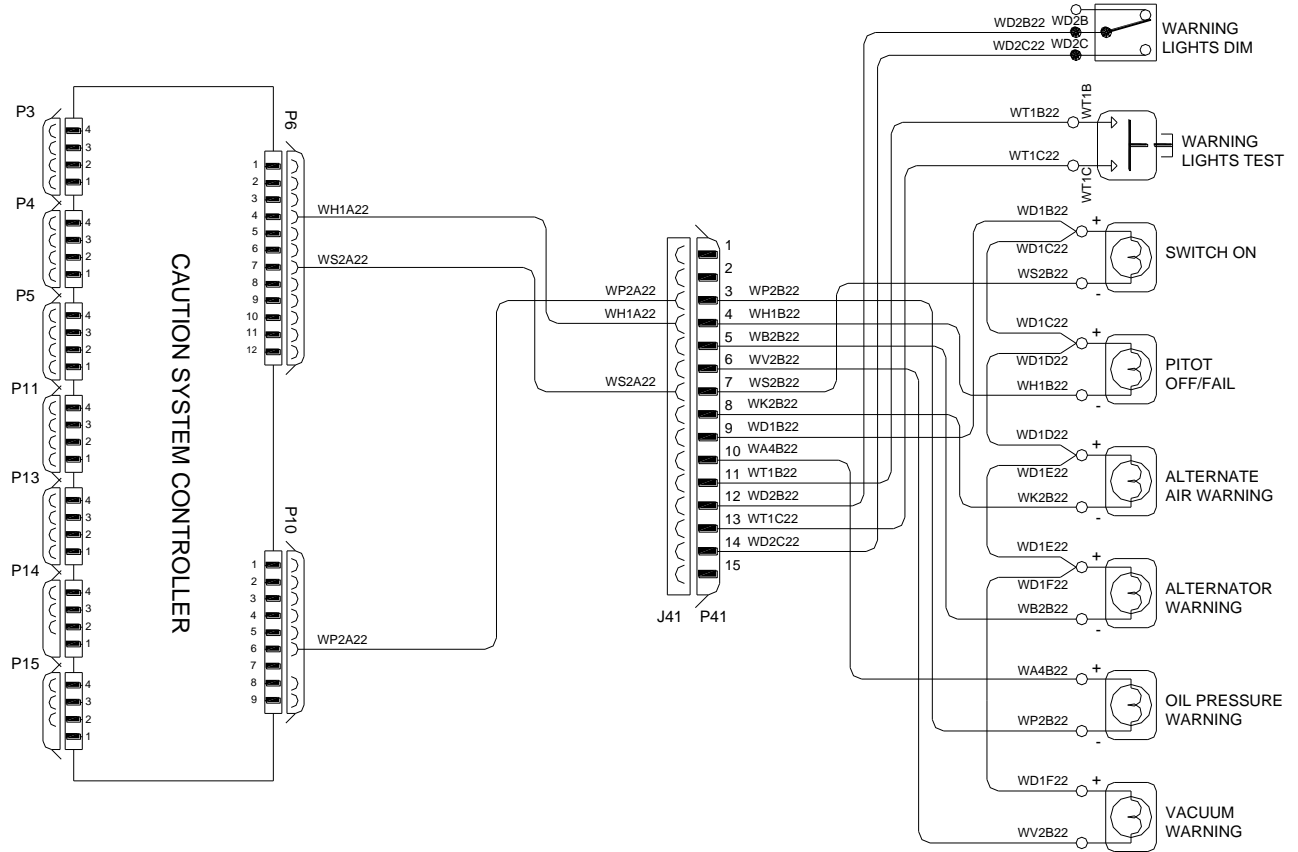 P3
4
3
2
1
P4
4
3
2
1
P5
4
3
2
1
P11
4
3
2
1
P13
4
3
2
1
P14
4
3
2
1
P15
4
3
2
1
CAUTION SYSTEM CONTROLLER
P6
1
2
3
4
5
6
7
8
9
10
11
12
WH1A22
WS2A22
P10
1
2
3
4
5
6
7
8
9
WP2A22
WP2A22
WH1A22
WS2A22
J41 P41
1
2
3 WP2B22
4 WH1B22
5 WB2B22
6 WV2B22
7 WS2B22
8 WK2B22
9 WD1B22
10 WA4B22
11 WT1B22
12 WD2B22
13 WT1C22
14 WD2C22
15
WD2B22 WD2B
WD2C22 WD2C
WARNING
LIGHTS DIM
WT1B22
WT1B
WT1C22
WT1C
WARNING
LIGHTS TEST
WD1B22 +
WD1C22
WS2B22 -
SWITCH ON
WD1C22 +
WD1D22
WH1B22 -
PITOT
OFF/FAIL
WD1D22 +
WD1E22
WK2B22 -
ALTERNATE
AIR WARNING
WD1E22 +
WD1F22
WB2B22 -
ALTERNATOR
WARNING
WA4B22 +
WP2B22 -
OIL PRESSURE
WARNING
WD1F22 +
WV2B22 -
VACUUM
WARNING